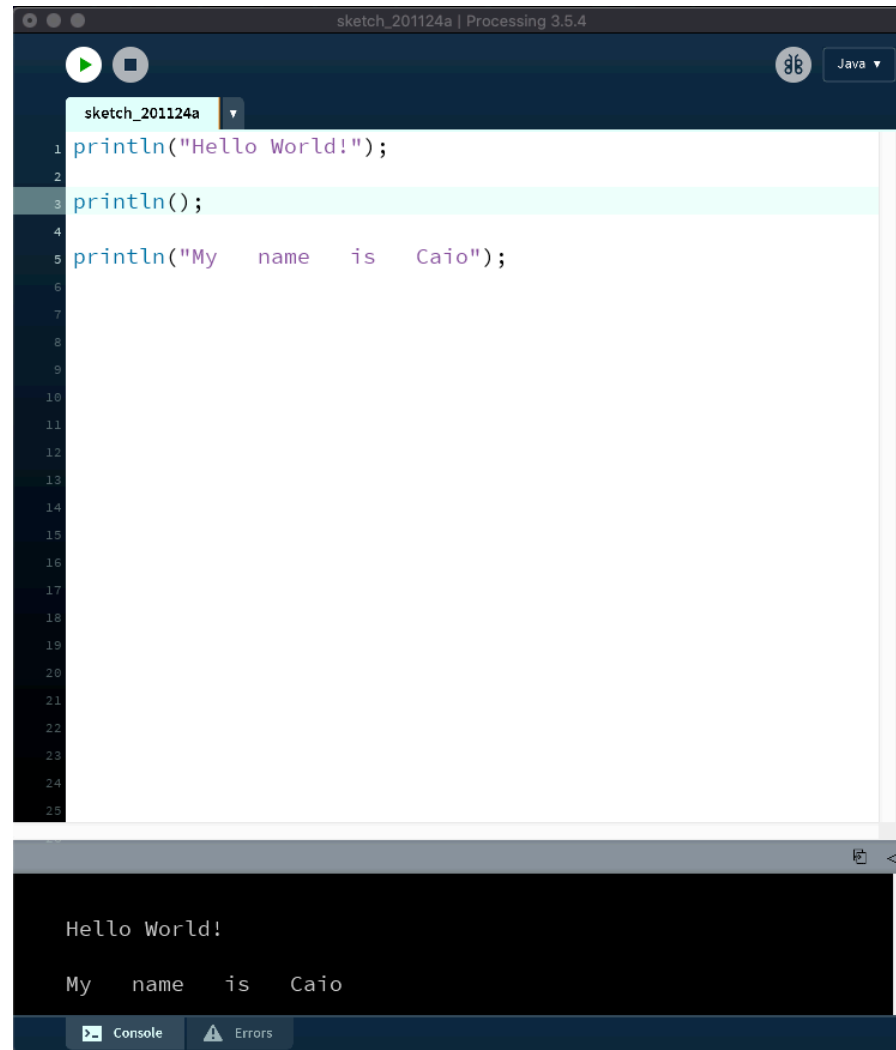 sketch_201124a | Processing 3.5.4
Java ▼
sketch_201124a ▼
1 println("Hello World!");
2
3 println();
4
5 println("My   name   is   Caio");
6
7
8
9
10
11
12
13
14
15
16
17
18
19
20
21
22
23
24
25
Hello World!
My   name   is   Caio
>_ Console
Errors